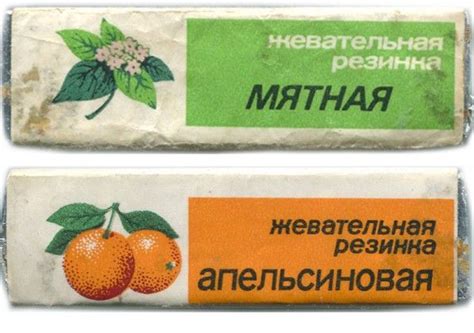 жевательная
резинка
МЯТНАЯ
жевательная
резинка
апельсиновая